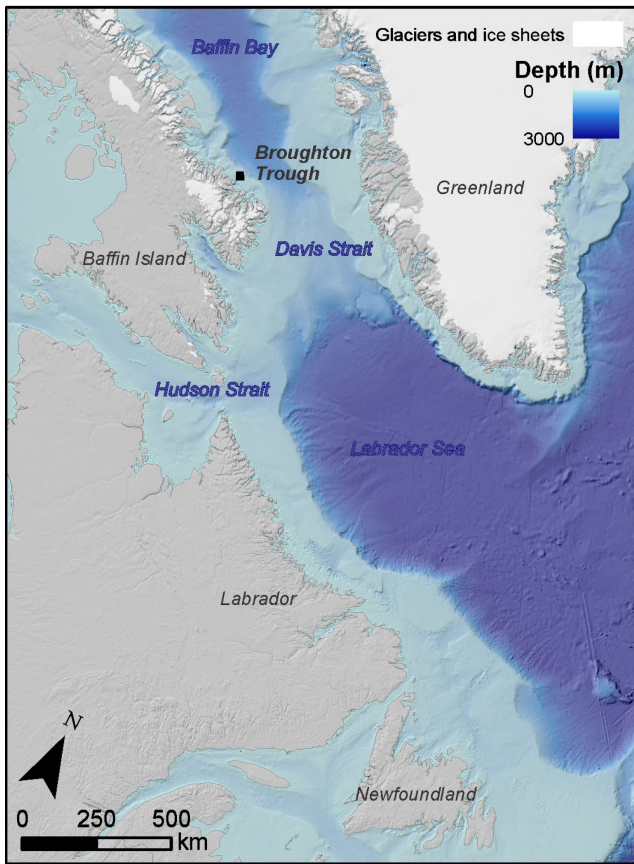 Baffin Bay
Glaciers and ice sheets
Depth (m)
0
3000
Broughton
Trough
Greenland
Baffin Island
Davis Strait
Hudson Strait
Labrador Sea
Labrador
N
Newfoundland
0 250 500
km